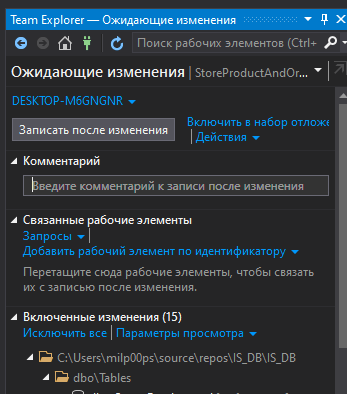 Team Explorer — Ожидающие изменения
Поиск рабочих элементов (Ctrl+
Ожидающие изменения | StoreProductAndOr...
DESKTOP-M6GNGNR
Записать после изменения
Включить в набор отложе
Действия
Комментарий
Введите комментарий к записи после изменения
Связанные рабочие элементы
Запросы
Добавить рабочий элемент по идентификатору
Перетащите сюда рабочие элементы, чтобы связать
их с записью после изменения.
Включенные изменения (15)
Исключить все | Параметры просмотра
C:\Users\milp00ps\source\repos\IS_DB\IS_DB
dbo\Tables